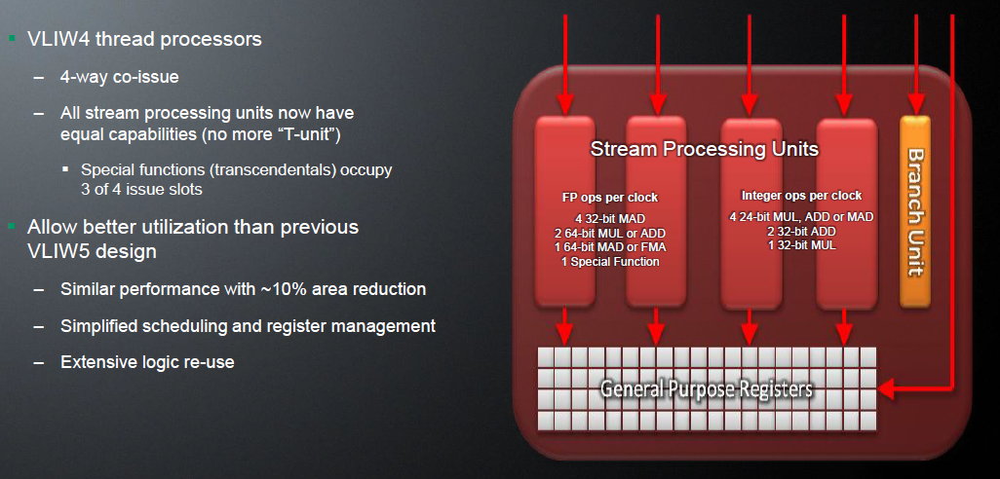 VLIW4 thread processors
– 4-way co-issue
– All stream processing units now have
equal capabilities (no more “T-unit”)
Special functions (transcendentals) occupy
3 of 4 issue slots
Allow better utilization than previous
VLIW5 design
– Similar performance with ~10% area reduction
– Simplified scheduling and register management
– Extensive logic re-use
Stream Processing Units
FP ops per clock
4 32-bit MAD
2 64-bit MUL or ADD
1 64-bit MAD or FMA
1 Special Function
Integer ops per clock
4 24-bit MUL, ADD or MAD
2 32-bit ADD
1 32-bit MUL
Branch Unit
General Purpose Registers